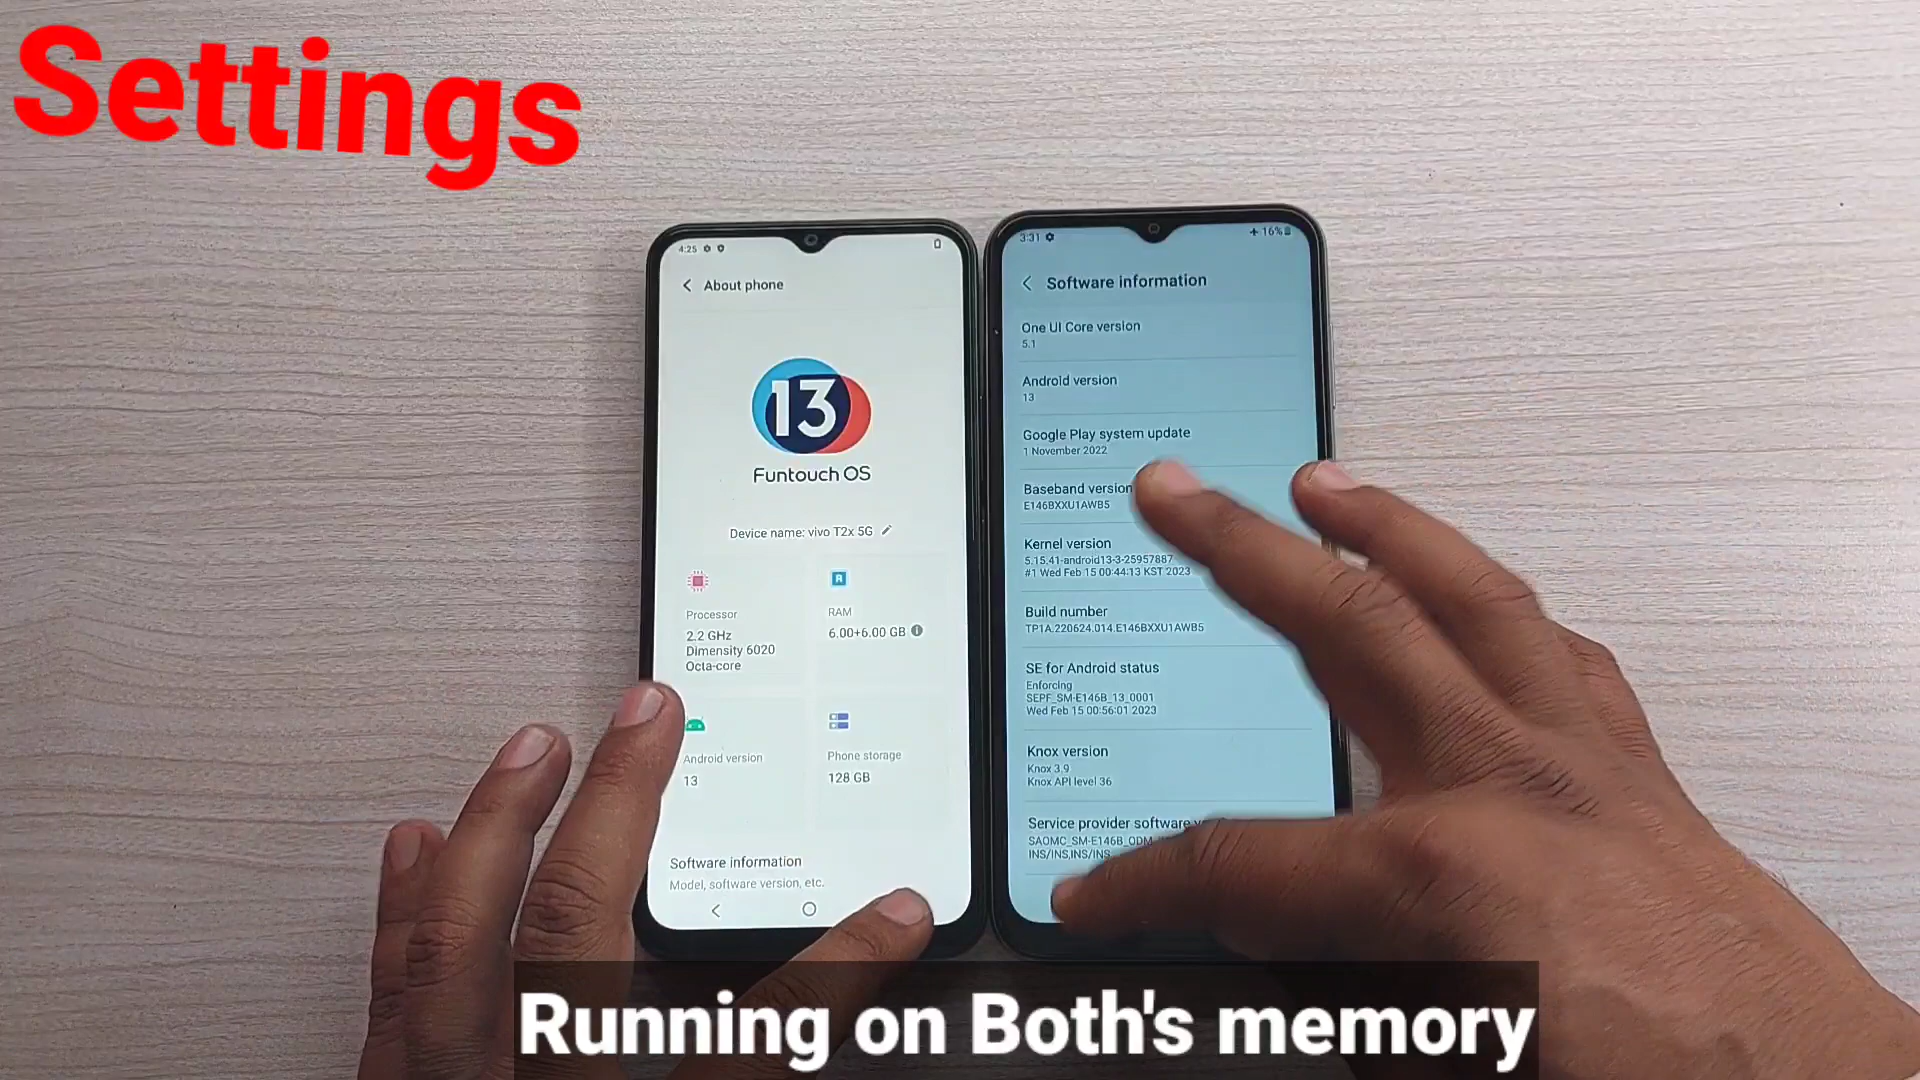 Settings
4:25
About phone
13
Funtouch OS
Device name: vivo T2x 5G
Processor
2.2 GHz
Dimensity 6020
Octa-core
RAM
6.00+6.00 GB
Android version
13
Phone storage
128 GB
Software information
Model, software version, etc.
3:31
16%
Software information
One UI Core version
5.1
Android version
13
Google Play system update
1 November 2022
Baseband version
E146BXXU1AWB5
Kernel version
5.15.41-android13-3-25957887
#1 Wed Feb 15 00:44:13 KST 2023
Build number
TP1A.220624.014.E146BXXU1AWB5
SE for Android status
Enforcing
SEPF_SM-E146B_13_0001
Wed Feb 15 00:56:01 2023
Knox version
Knox 3.9
Knox API level 36
Service provider software
SAOMC_SM-E146B_ODM
INS/INS,INS/INS
Running on Both's memory